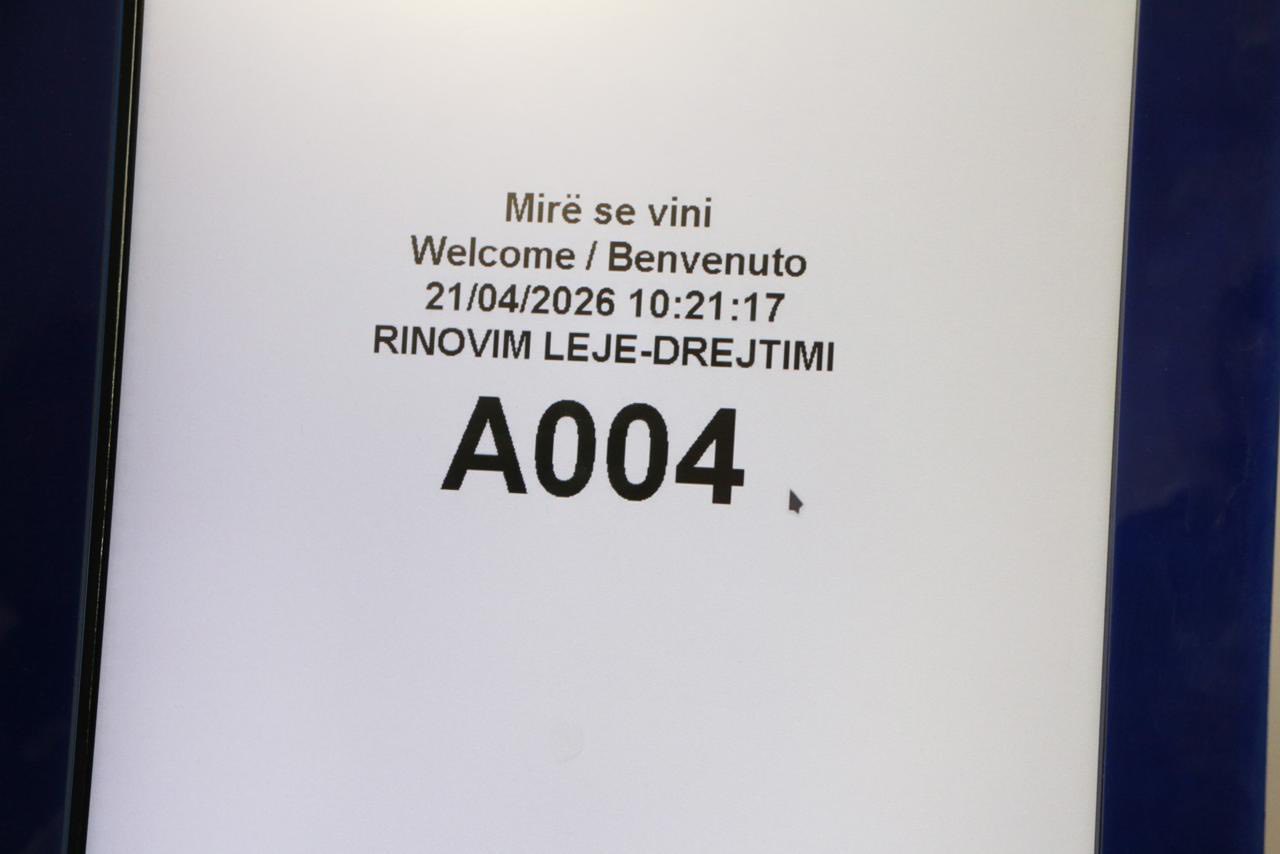 Mirë se vini
Welcome / Benvenuto
21/04/2026 10:21:17
RINOVIM LEJE-DREJTIMI
A004